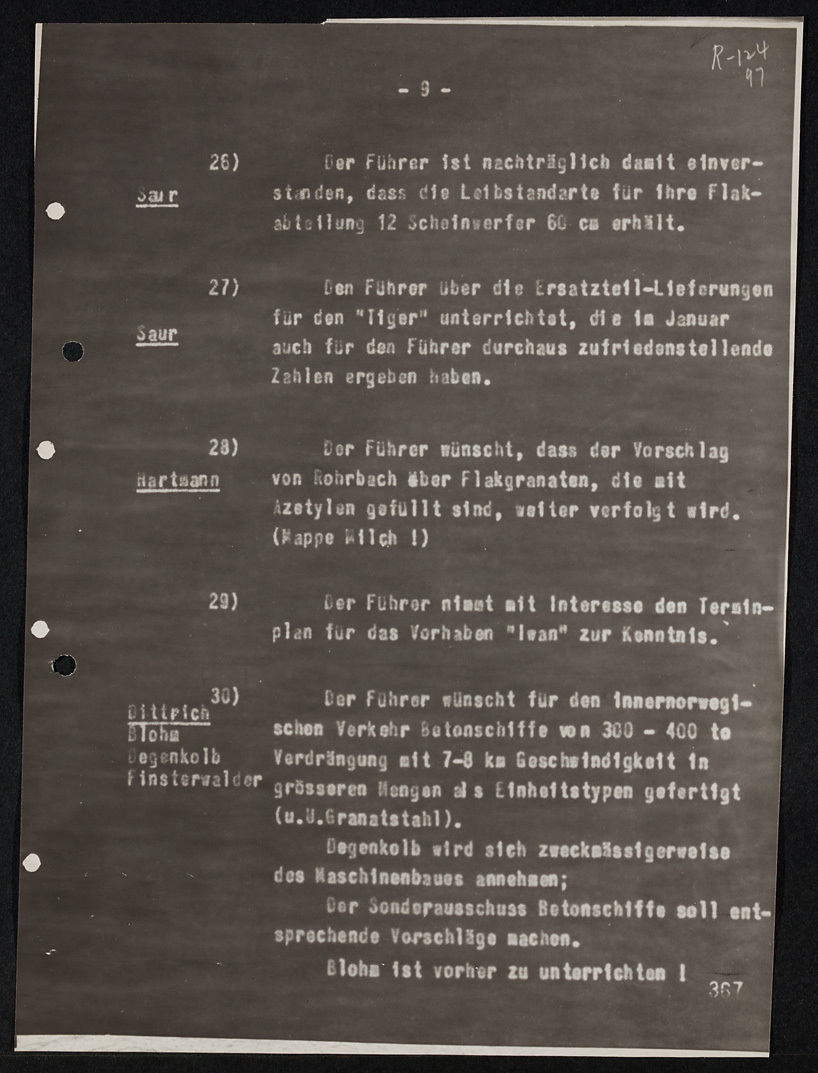 R-124
97
- 9 -
26) Der Führer ist nachträglich damit einver-
Saur standen, dass die Leibstandarte für ihre Flak-
abteilung 12 Scheinwerfer 60 cm erhält.
27) Den Führer über die Ersatzteil-Lieferungen
für den "Tiger" unterrichtet, die im Januar
Saur auch für den Führer durchaus zufriedenstellende
Zahlen ergeben haben.
28) Der Führer wünscht, dass der Vorschlag
Hartmann von Rohrbach über Flakgranaten, die mit
Azetylen gefüllt sind, weiter verfolgt wird.
(Mappe Milch !)
29) Der Führer nimmt mit Interesse den Termin-
plan für das Vorhaben "Iwan" zur Kenntnis.
30) Der Führer wünscht für den innernorwegi-
Dittrich
Blohm schen Verkehr Betonschiffe von 300 - 400 to
Degenkolb Verdrängung mit 7-8 km Geschwindigkeit in
Finsterwalder grösseren Mengen als Einheitstypen gefertigt
(u.U.Granatstahl).
Degenkolb wird sich zweckmässigerweise
des Maschinenbaues annehmen;
Der Sonderausschuss Betonschiffe soll ent-
sprechende Vorschläge machen.
Blohm ist vorher zu unterrichten !
367